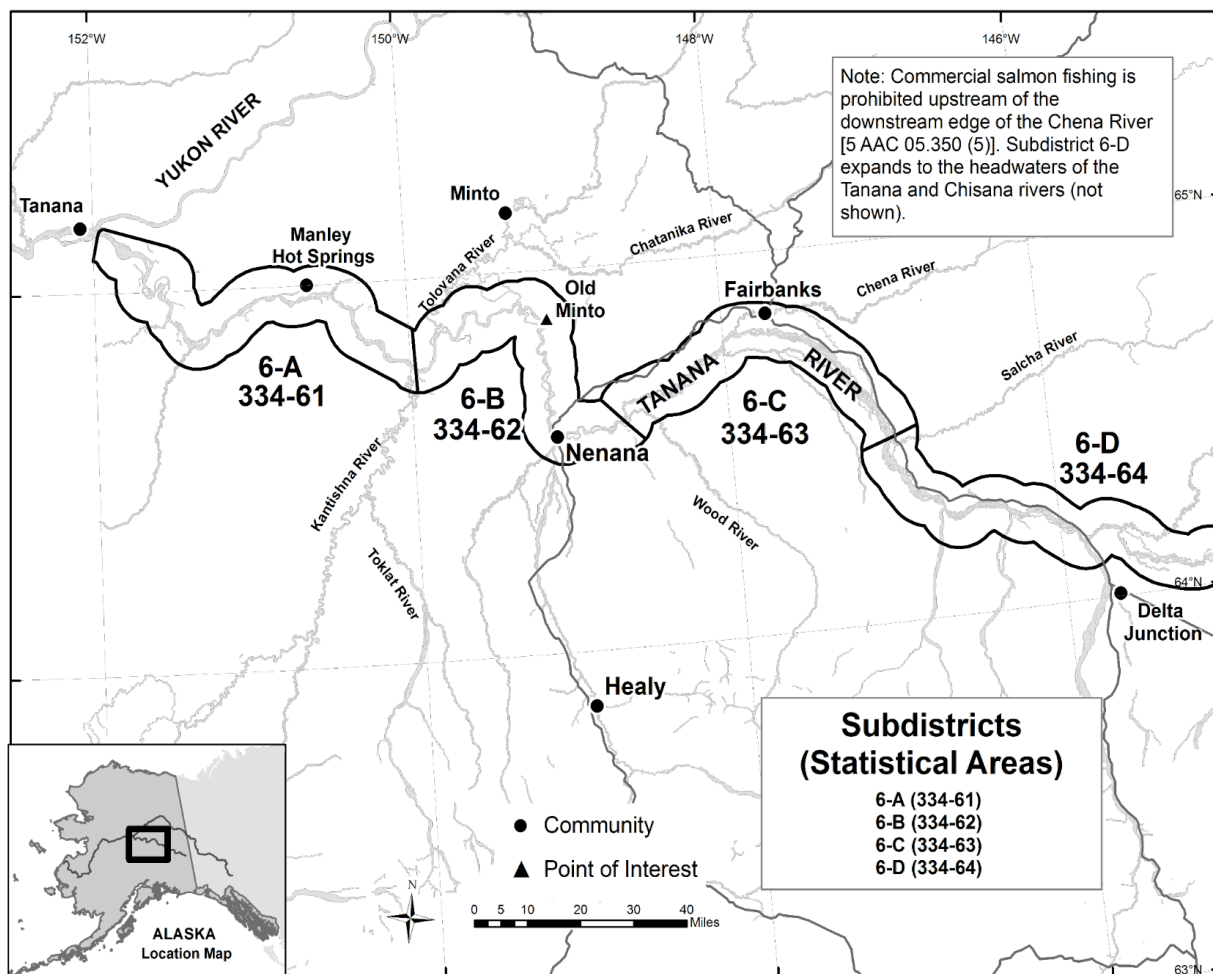 152°W
150°W
148°W
146°W
Note: Commercial salmon fishing is
prohibited upstream of the
downstream edge of the Chena River
[5 AAC 05.350 (5)]. Subdistrict 6-D
expands to the headwaters of the
Tanana and Chisana rivers (not
shown).
YUKON RIVER
Tanana
Minto
65°N
Manley
Hot Springs
Tolovana River
Chatanika River
Old
Minto
Fairbanks
Chena River
TANANA
RIVER
Salcha River
6-A
334-61
6-B
334-62
6-C
334-63
6-D
334-64
Nenana
Kantishna River
Toklat River
Wood River
64°N
Delta
Junction
Healy
Subdistricts
(Statistical Areas)
6-A (334-61)
6-B (334-62)
6-C (334-63)
6-D (334-64)
Community
Point of Interest
N
0 5 10 20 30 40
Miles
ALASKA
Location Map
63°N